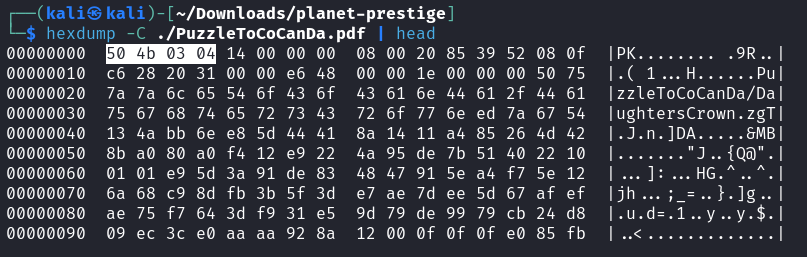 ┌──(kali㉿kali)-[~/Downloads/planet-prestige]
└─$ hexdump -C ./PuzzleToCoCanDa.pdf | head
00000000  50 4b 03 04 14 00 00 00  08 00 20 85 39 52 08 0f  |PK........ .9R..|
00000010  c6 28 20 31 00 00 e6 48  00 00 1e 00 00 00 50 75  |.( 1...H......Pu|
00000020  7a 7a 6c 65 54 6f 43 6f  43 61 6e 44 61 2f 44 61  |zzleToCoCanDa/Da|
00000030  75 67 68 74 65 72 73 43  72 6f 77 6e ed 7a 67 54  |ughtersCrown.zgT|
00000040  13 4a bb 6e e8 5d 44 41  8a 14 11 a4 85 26 4d 42  |.J.n.]DA.....&MB|
00000050  8b a0 80 a0 f4 12 e9 22  4a 95 de 7b 51 40 22 10  |......."J..{Q@".|
00000060  01 01 e9 5d 3a 91 de 83  48 47 91 5e a4 f7 5e 12  |...]:...HG.^..^.|
00000070  6a 68 c9 8d fb 3b 5f 3d  e7 ae 7d ee 5d 67 af ef  |jh...;_=..}.]g..|
00000080  ae 75 f7 64 3d f9 31 e5  9d 79 de 99 79 cb 24 d8  |.u.d=.1..y..y.$.|
00000090  09 ec 3c e0 aa aa 92 8a  12 00 0f 0f 0f e0 85 fb  |..<.............|